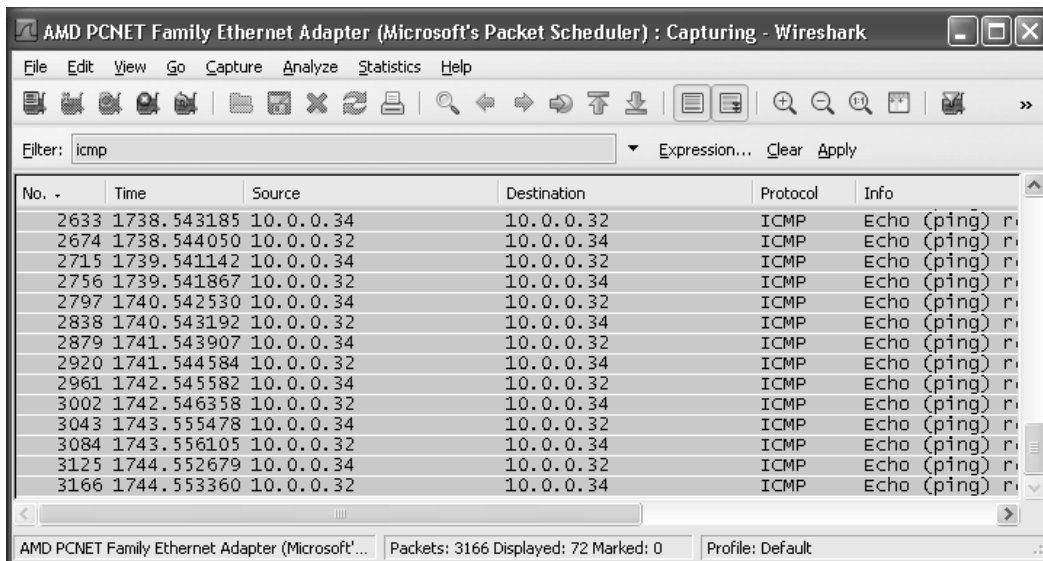 AMD PCNET Family Ethernet Adapter (Microsoft's Packet Scheduler) : Capturing - Wireshark
File Edit View Go Capture Analyze Statistics Help
Filter: icmp Expression... Clear Apply
No. Time Source Destination Protocol Info
2633 1738.543185 10.0.0.34 10.0.0.32 ICMP Echo (ping)
2674 1738.544050 10.0.0.32 10.0.0.34 ICMP Echo (ping)
2715 1739.541142 10.0.0.34 10.0.0.32 ICMP Echo (ping)
2756 1739.541867 10.0.0.32 10.0.0.34 ICMP Echo (ping)
2797 1740.542530 10.0.0.34 10.0.0.32 ICMP Echo (ping)
2838 1740.543192 10.0.0.32 10.0.0.34 ICMP Echo (ping)
2879 1741.543907 10.0.0.34 10.0.0.32 ICMP Echo (ping)
2920 1741.544584 10.0.0.32 10.0.0.34 ICMP Echo (ping)
2961 1742.545582 10.0.0.34 10.0.0.32 ICMP Echo (ping)
3002 1742.546358 10.0.0.32 10.0.0.34 ICMP Echo (ping)
3043 1743.555478 10.0.0.34 10.0.0.32 ICMP Echo (ping)
3084 1743.556105 10.0.0.32 10.0.0.34 ICMP Echo (ping)
3125 1744.552679 10.0.0.34 10.0.0.32 ICMP Echo (ping)
3166 1744.553360 10.0.0.32 10.0.0.34 ICMP Echo (ping)
AMD PCNET Family Ethernet Adapter (Microsoft'... Packets: 3166 Displayed: 72 Marked: 0 Profile: Default